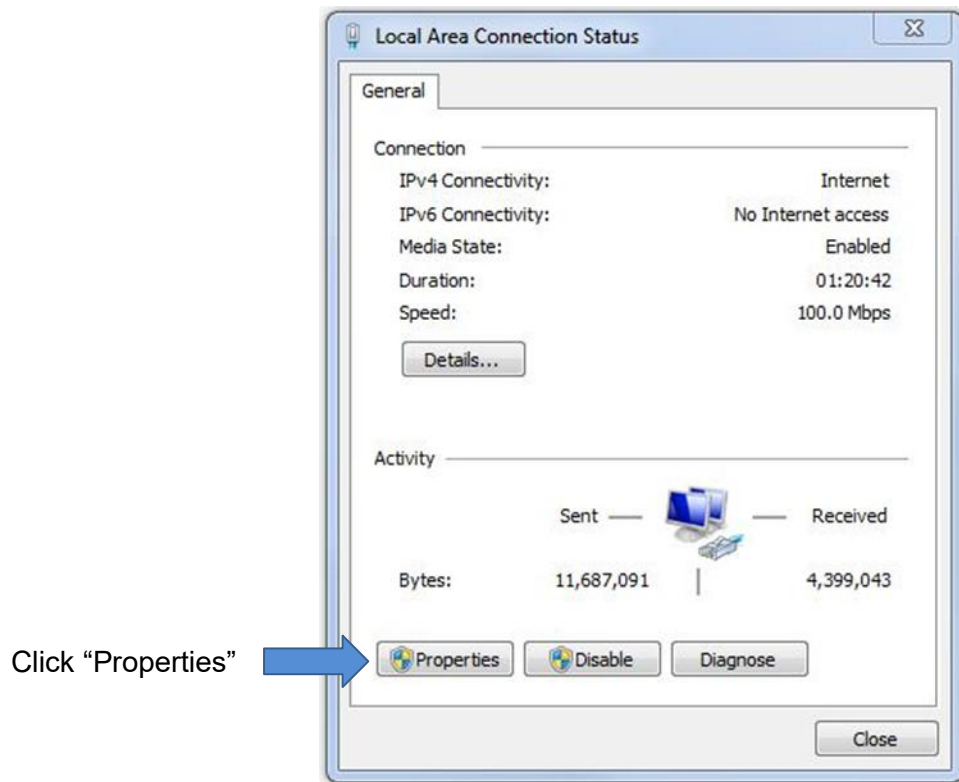 Local Area Connection Status
General
Connection
IPv4 Connectivity: Internet
IPv6 Connectivity: No Internet access
Media State: Enabled
Duration: 01:20:42
Speed: 100.0 Mbps
Details...
Activity
Sent Received
Bytes: 11,687,091 4,399,043
Click “Properties” Properties Disable Diagnose
Close